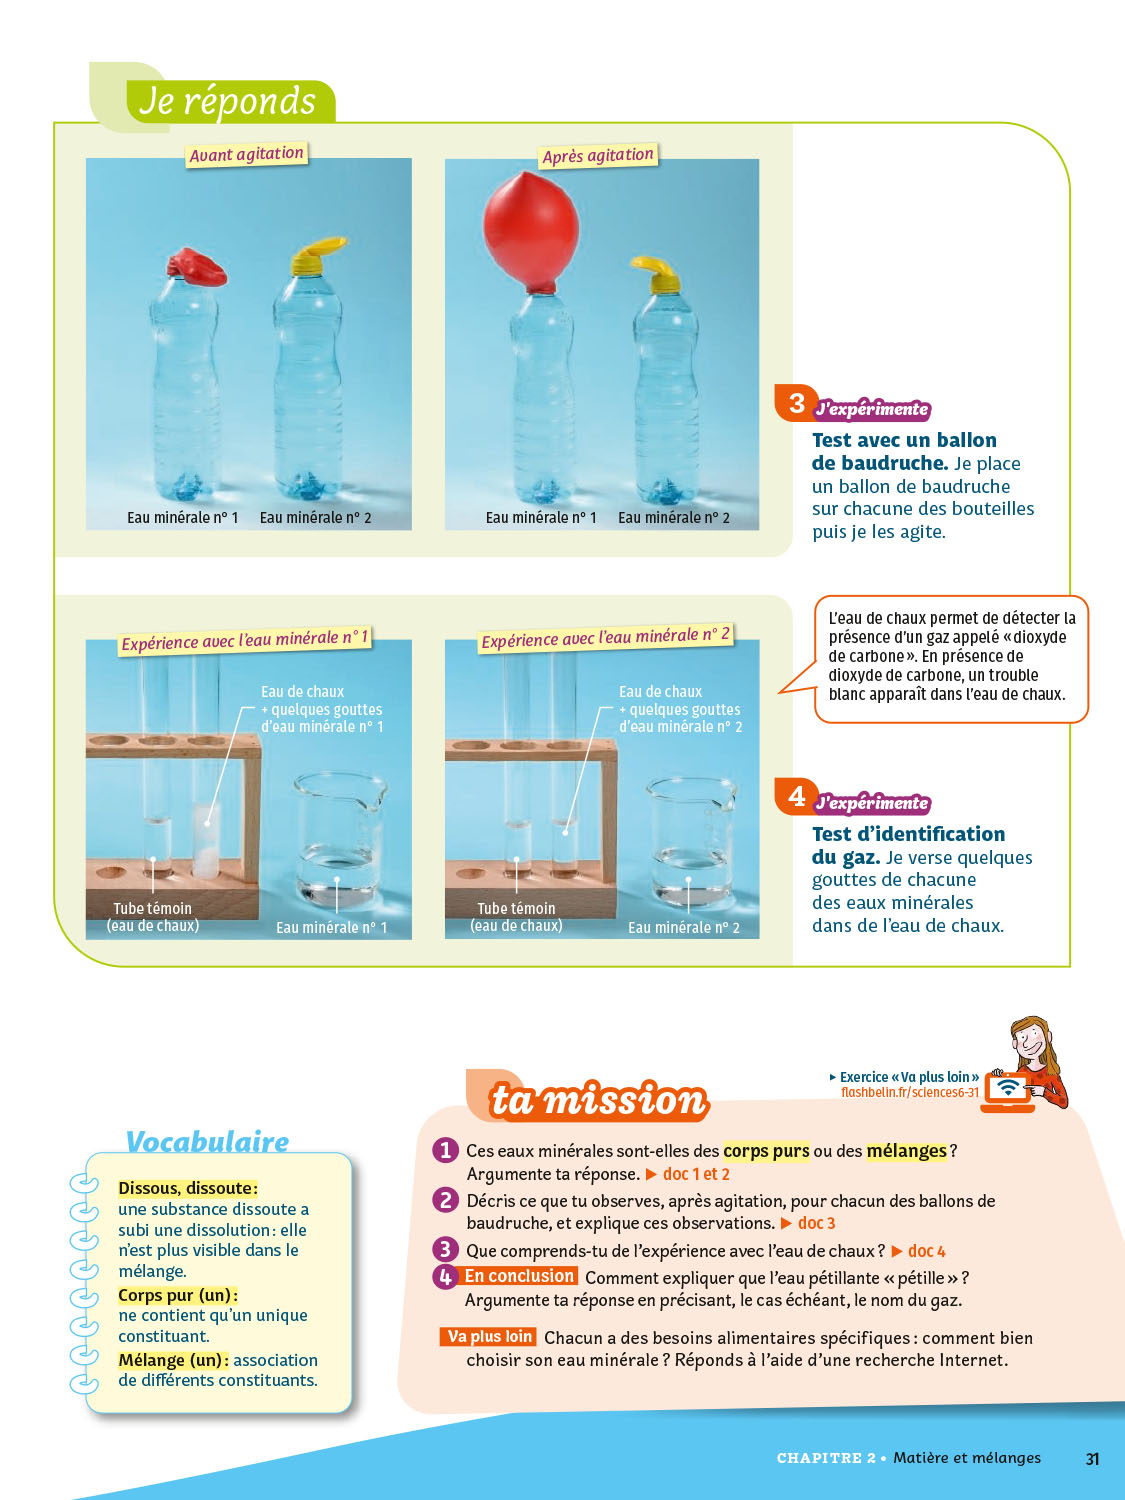 Je réponds
Avant agitation
Après agitation
Eau minérale n° 1
Eau minérale n° 2
Eau minérale n° 1
Eau minérale n° 2
3 J'expérimente
Test avec un ballon
de baudruche. Je place
un ballon de baudruche
sur chacune des bouteilles
puis je les agite.
Expérience avec l'eau minérale n° 1
Eau de chaux
+ quelques gouttes
d'eau minérale n° 1
Tube témoin
(eau de chaux)
Eau minérale n° 1
Expérience avec l'eau minérale n° 2
Eau de chaux
+ quelques gouttes
d'eau minérale n° 2
Tube témoin
(eau de chaux)
Eau minérale n° 2
L'eau de chaux permet de détecter la
présence d'un gaz appelé « dioxyde
de carbone ». En présence de
dioxyde de carbone, un trouble
blanc apparaît dans l'eau de chaux.
4 J'expérimente
Test d'identification
du gaz. Je verse quelques
gouttes de chacune
des eaux minérales
dans de l'eau de chaux.
Vocabulaire
Dissous, dissoute :
une substance dissoute a
subi une dissolution : elle
n'est plus visible dans le
mélange.
Corps pur (un) :
ne contient qu'un unique
constituant.
Mélange (un) : association
de différents constituants.
▸ Exercice « Va plus loin »
flashbelin.fr/sciences6-31
ta mission
1 Ces eaux minérales sont-elles des corps purs ou des mélanges ?
Argumente ta réponse. ▶ doc 1 et 2
2 Décris ce que tu observes, après agitation, pour chacun des ballons de
baudruche, et explique ces observations. ▶ doc 3
3 Que comprends-tu de l'expérience avec l'eau de chaux ? ▶ doc 4
4 En conclusion Comment expliquer que l'eau pétillante « pétille » ?
Argumente ta réponse en précisant, le cas échéant, le nom du gaz.
Va plus loin Chacun a des besoins alimentaires spécifiques : comment bien
choisir son eau minérale ? Réponds à l'aide d'une recherche Internet.
CHAPITRE 2 • Matière et mélanges 31